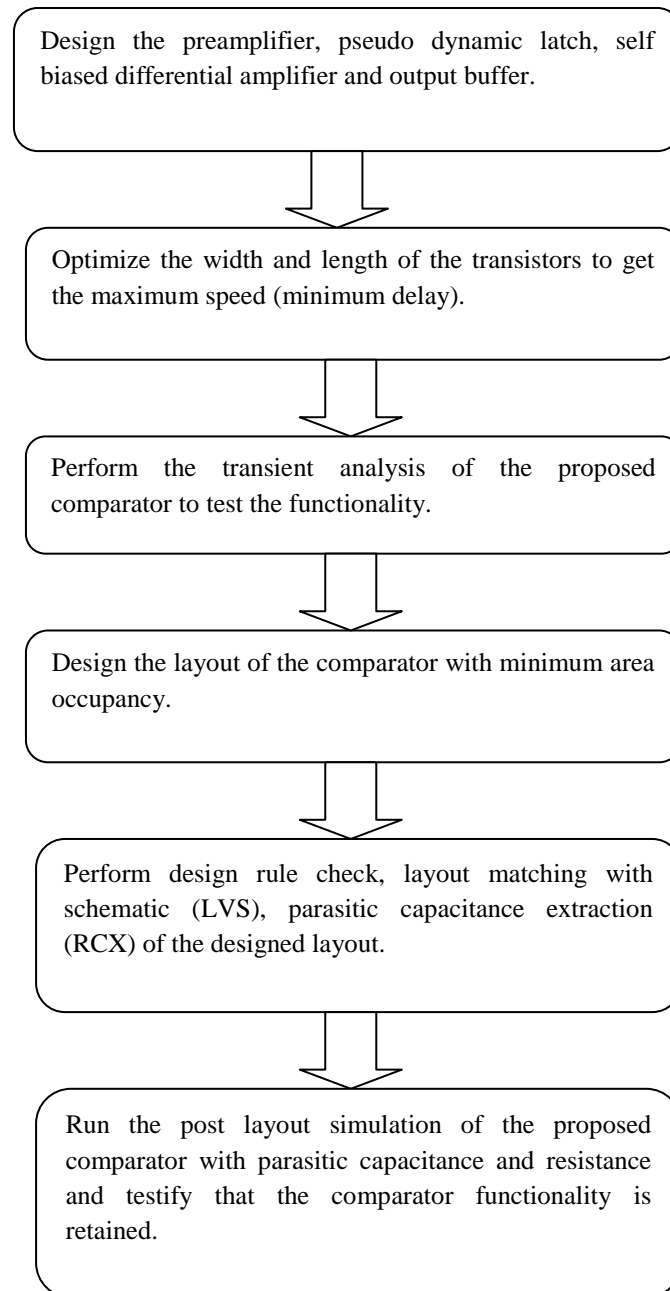 Design the preamplifier, pseudo dynamic latch, self
biased differential amplifier and output buffer.
Optimize the width and length of the transistors to get
the maximum speed (minimum delay).
Perform the transient analysis of the proposed
comparator to test the functionality.
Design the layout of the comparator with minimum area
occupancy.
Perform design rule check, layout matching with
schematic (LVS), parasitic capacitance extraction
(RCX) of the designed layout.
Run the post layout simulation of the proposed
comparator with parasitic capacitance and resistance
and testify that the comparator functionality is
retained.